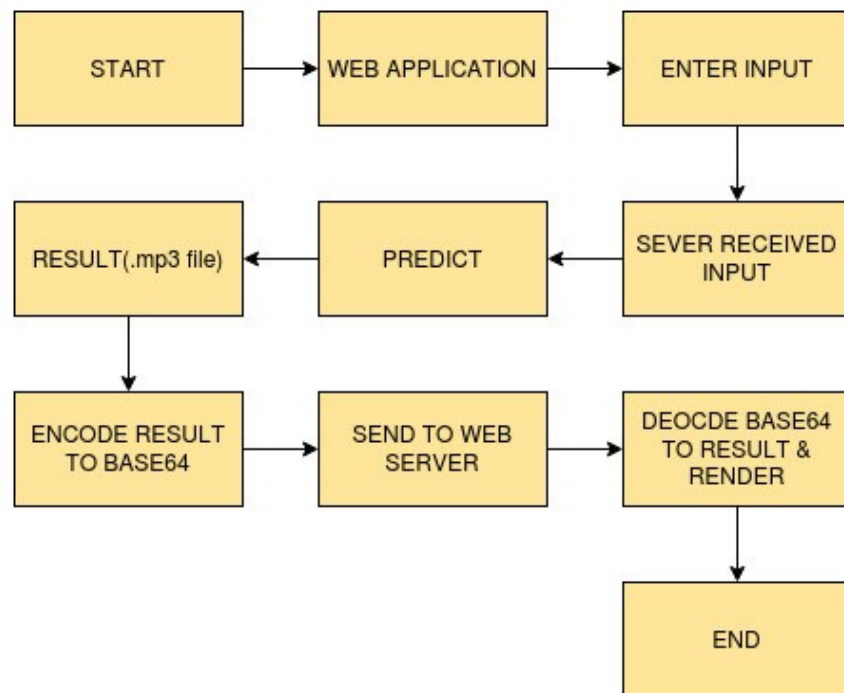 START
WEB APPLICATION
ENTER INPUT
SEVER RECEIVED
INPUT
PREDICT
RESULT(.mp3 file)
ENCODE RESULT
TO BASE64
SEND TO WEB
SERVER
DEOCDE BASE64
TO RESULT &
RENDER
END